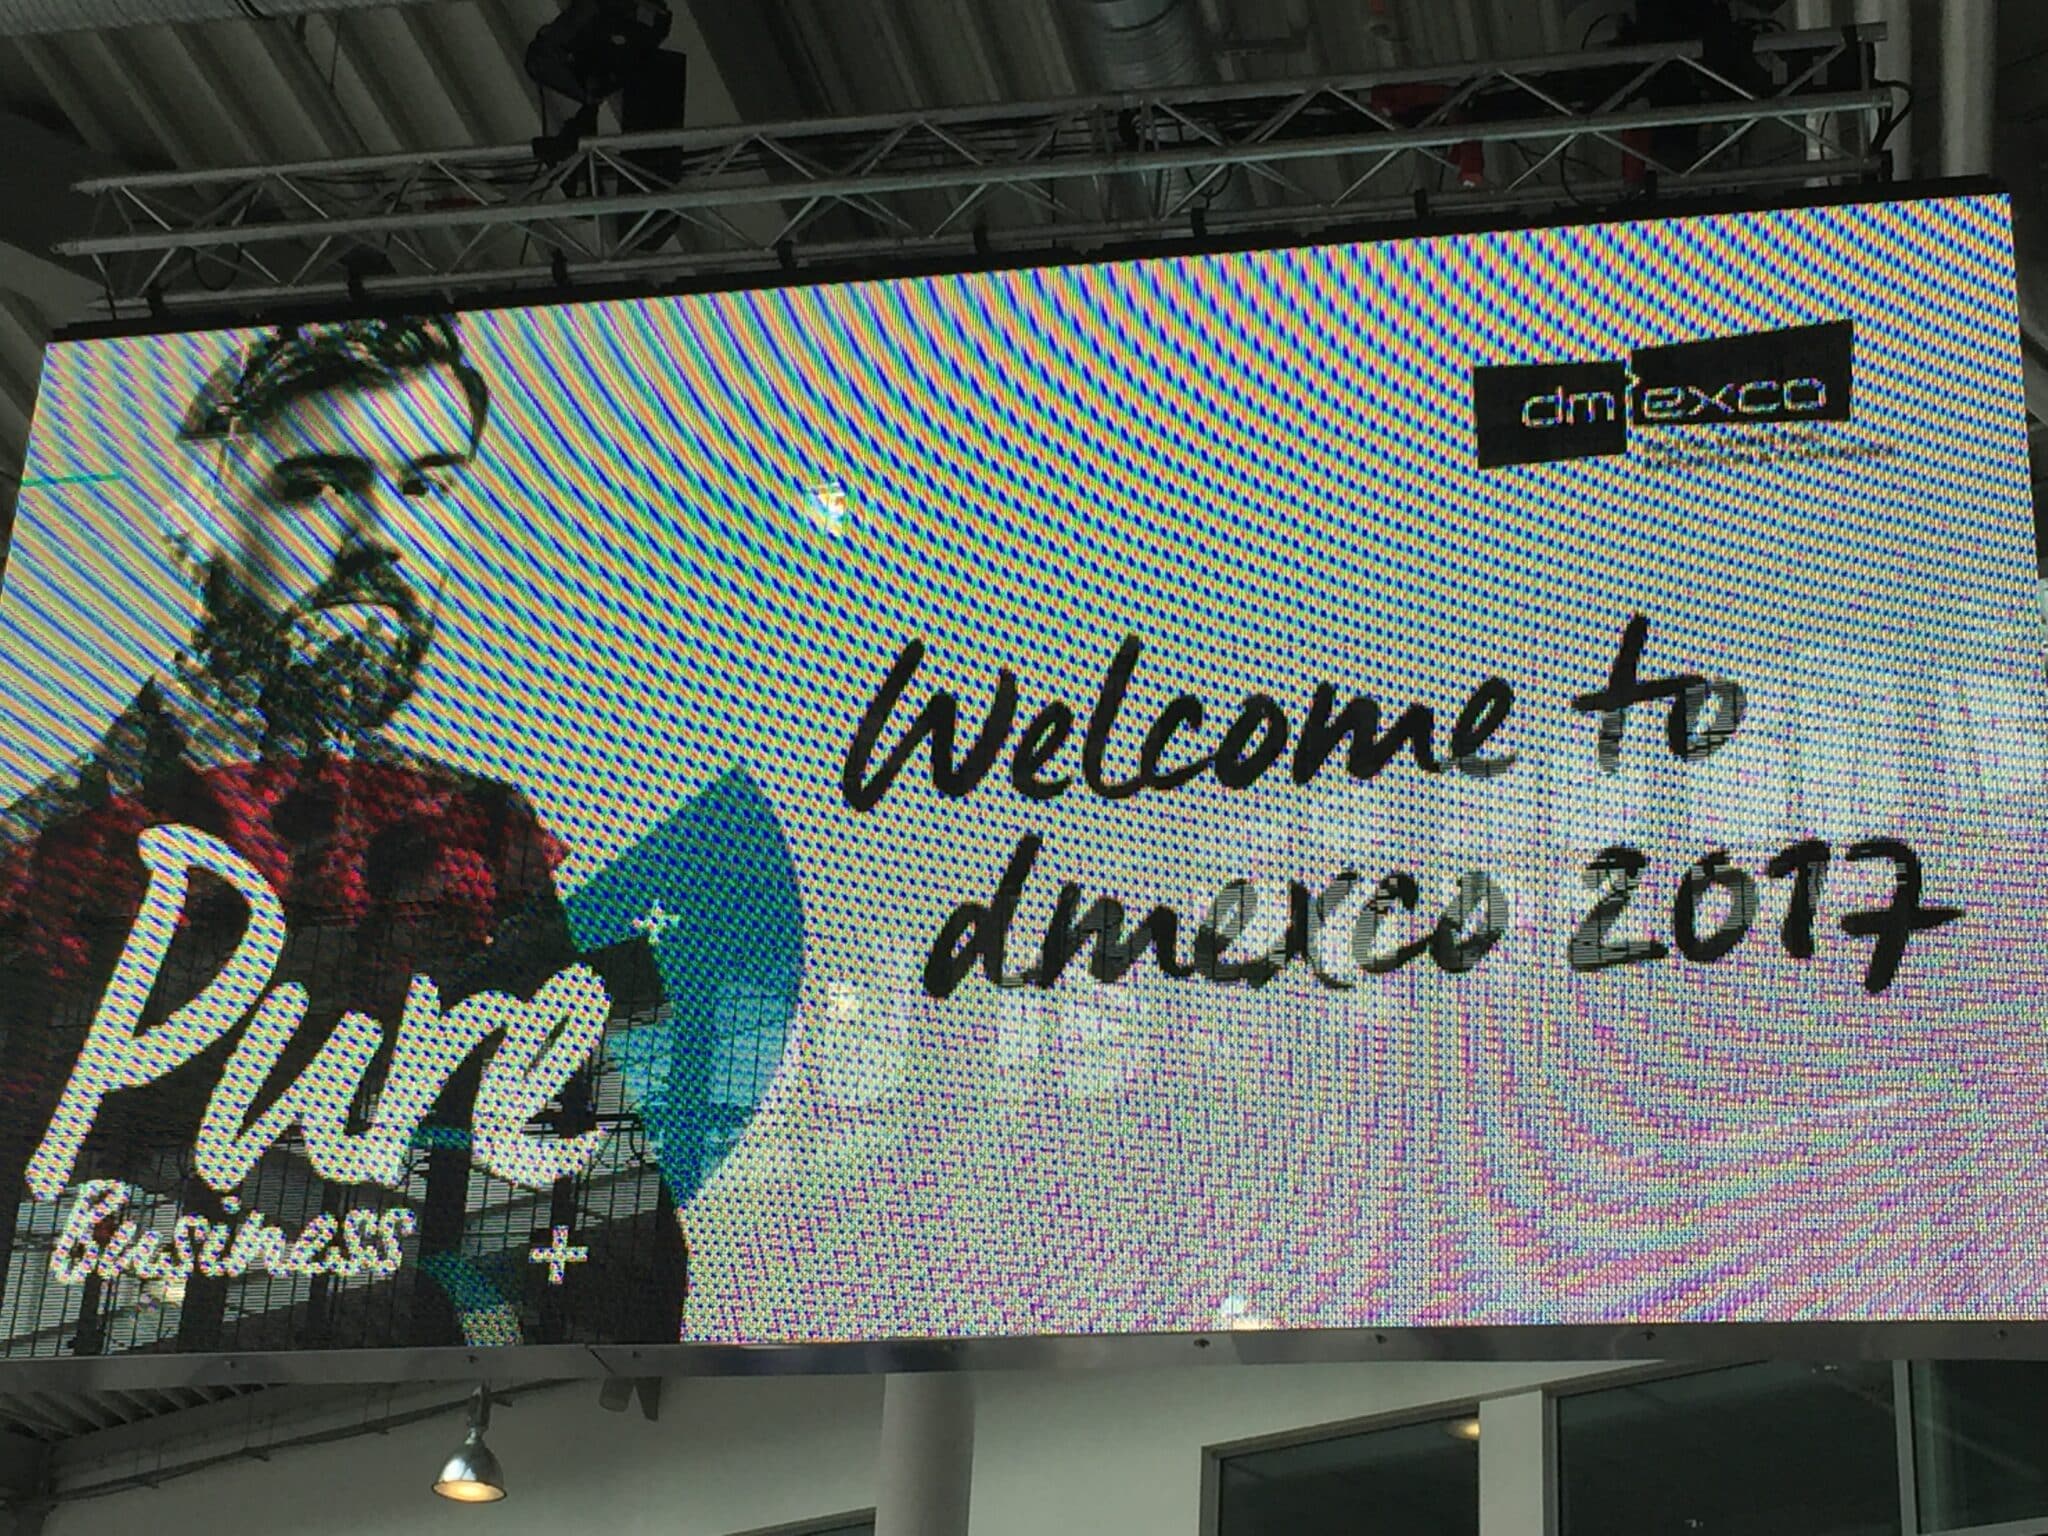 dmexco
Welcome to
dmexco 2017
Pure
Business